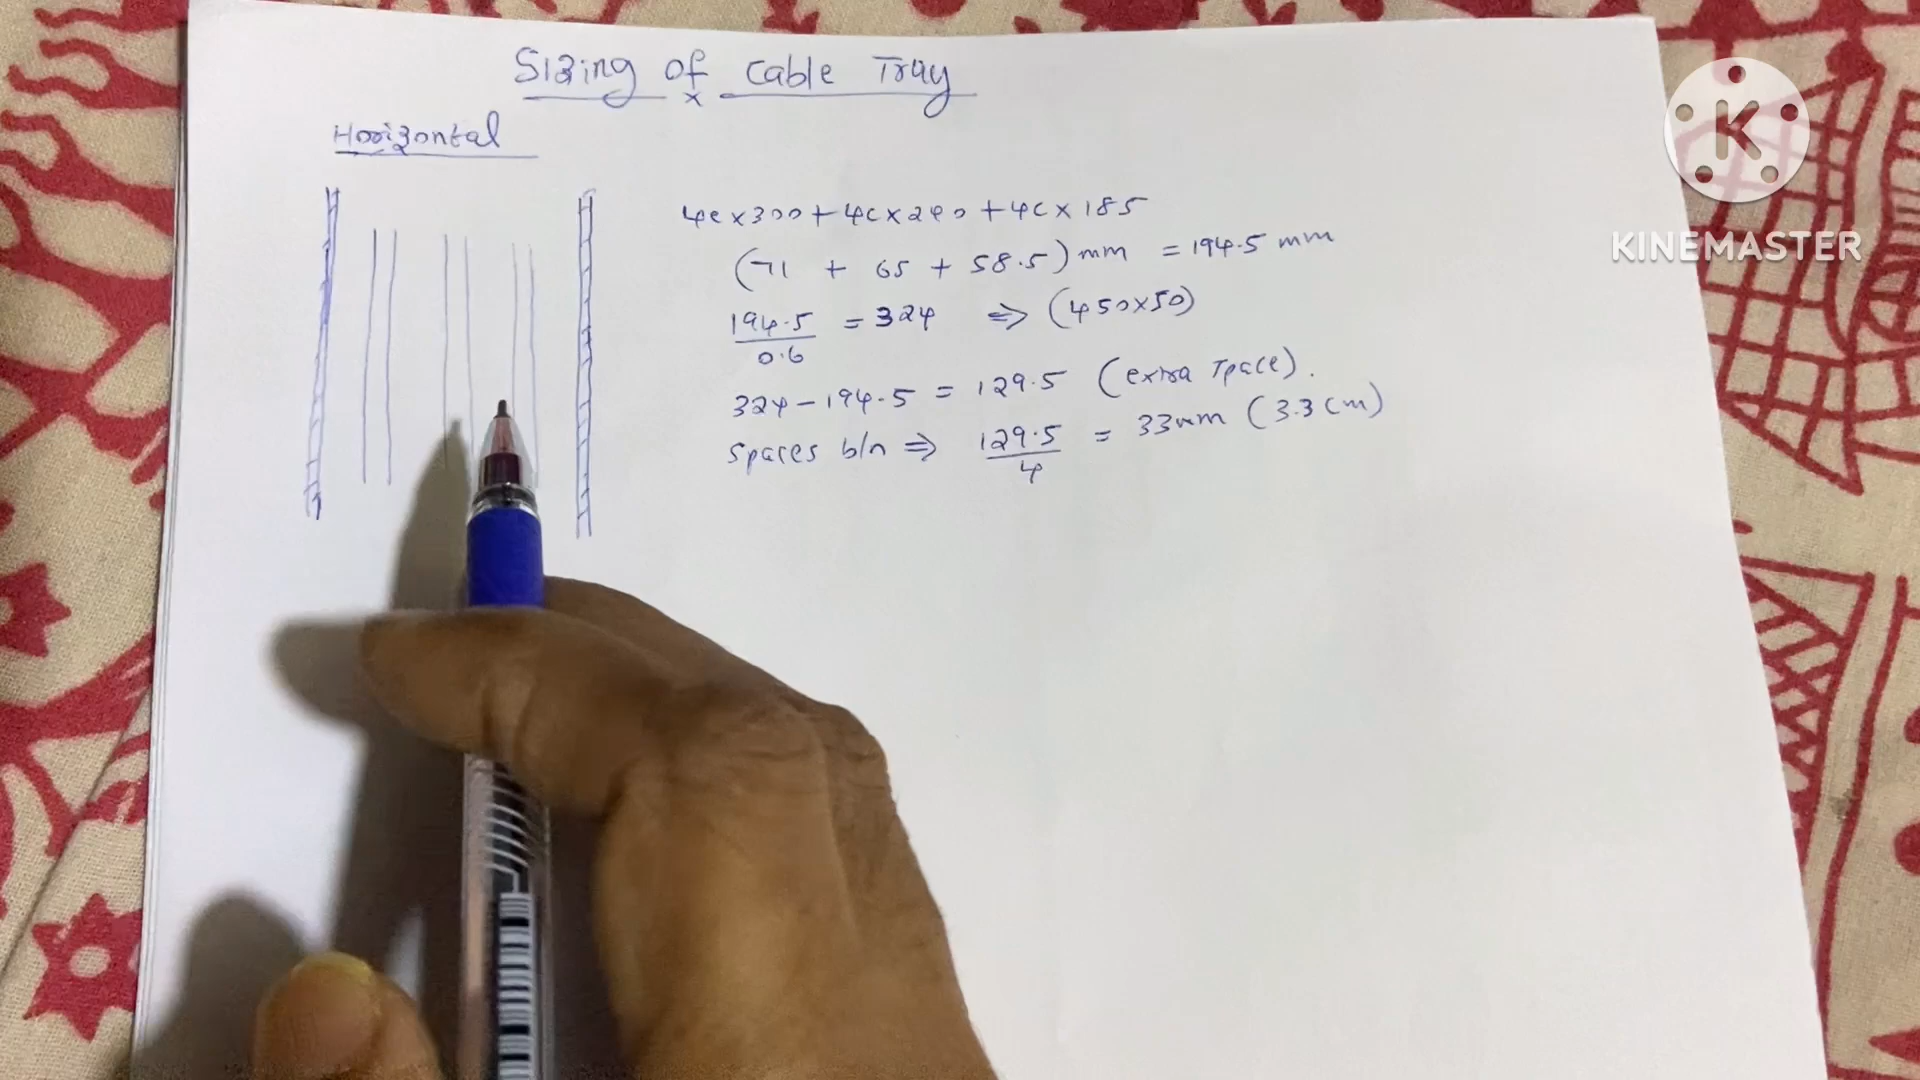 Sizing of Cable Tray
x
Horizontal
4c x 300 + 4c x 240 + 4c x 185
(71 + 65 + 58.5) mm = 194.5 mm
194.5 / 0.6 = 324 ⇒ (450x50)
324 - 194.5 = 129.5 (extra Tpace).
Spaces b/n ⇒ 129.5 / 4 = 33mm (3.3 cm)
K
KINEMASTER